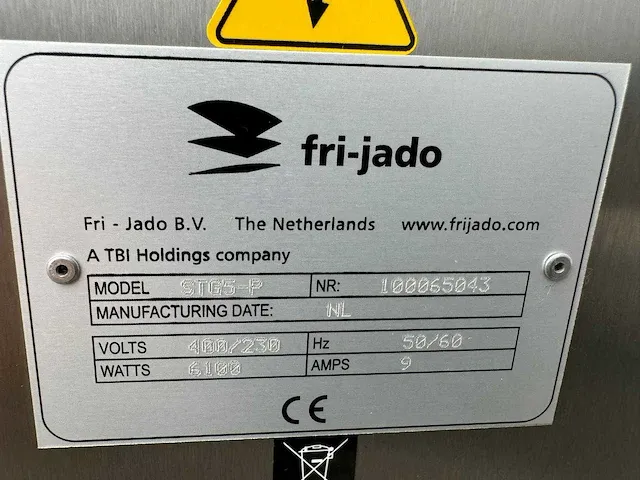 fri-jado
Fri - Jado B.V. The Netherlands www.frijado.com
A TBI Holdings company
MODEL STG5-P NR: 100065043
MANUFACTURING DATE: NL
VOLTS 400/230 Hz 50/60
WATTS 6100 AMPS 9
CE